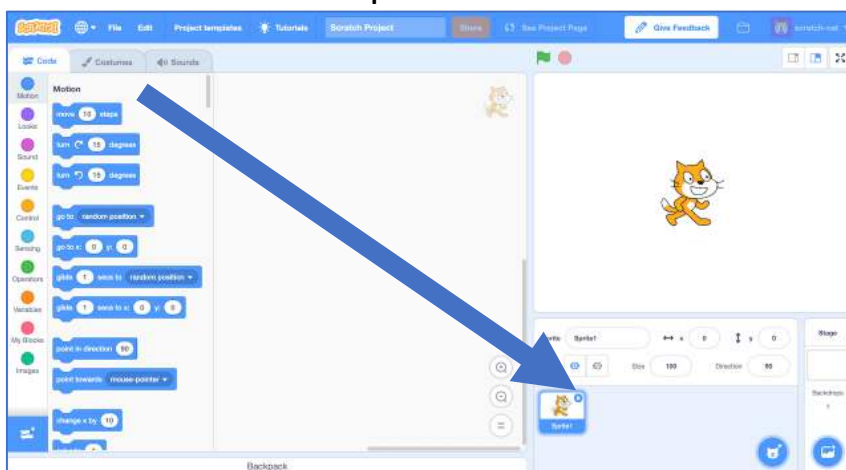 SCRATCH File Edit Project templates Tutorials Scratch Project Share See Project Page Give Feedback scratch-cat
Code Costumes Sounds
Motion
Motion
move 10 steps
Looks
turn 15 degrees
Sound
turn 15 degrees
Events
Control
go to random position
Sensing
go to x: 0 y: 0
Operators
glide 1 secs to random position
Variables
glide 1 secs to x: 0 y: 0
My Blocks
point in direction 90
Images
point towards mouse-pointer
change x by 10
Backpack
Sprite1 x 0 y 0
Size 100 Direction 90
Sprite1
Stage
Backdrops
1